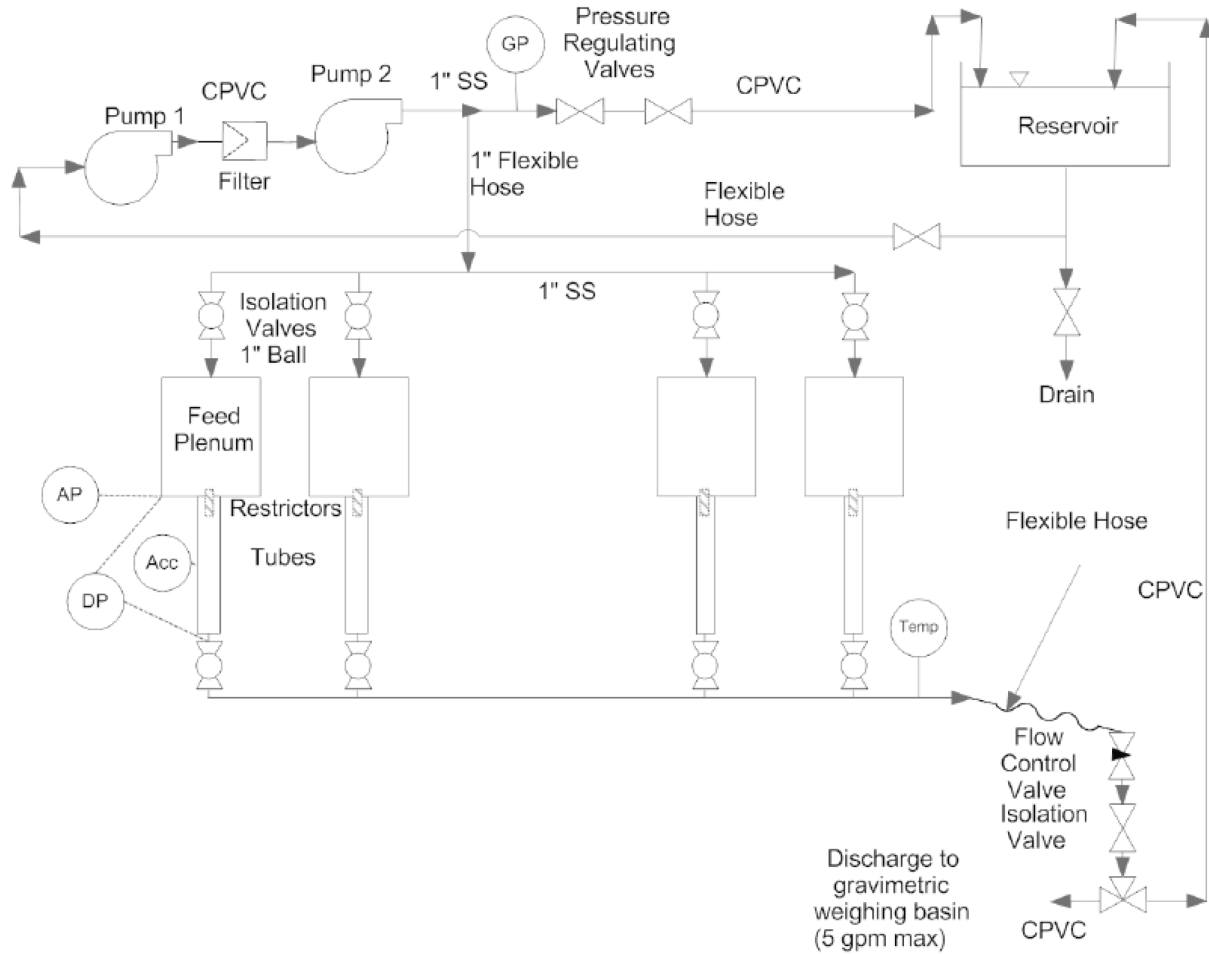 GP
Pressure
Regulating
Valves
1" SS
Pump 2
CPVC
Pump 1
CPVC
Reservoir
Filter
1" Flexible
Hose
Flexible
Hose
Isolation
Valves
1" Ball
1" SS
Drain
Feed
Plenum
AP
Restrictors
Flexible Hose
Acc
Tubes
DP
CPVC
Temp
Flow
Control
Valve
Isolation
Valve
Discharge to
gravimetric
weighing basin
(5 gpm max)
CPVC